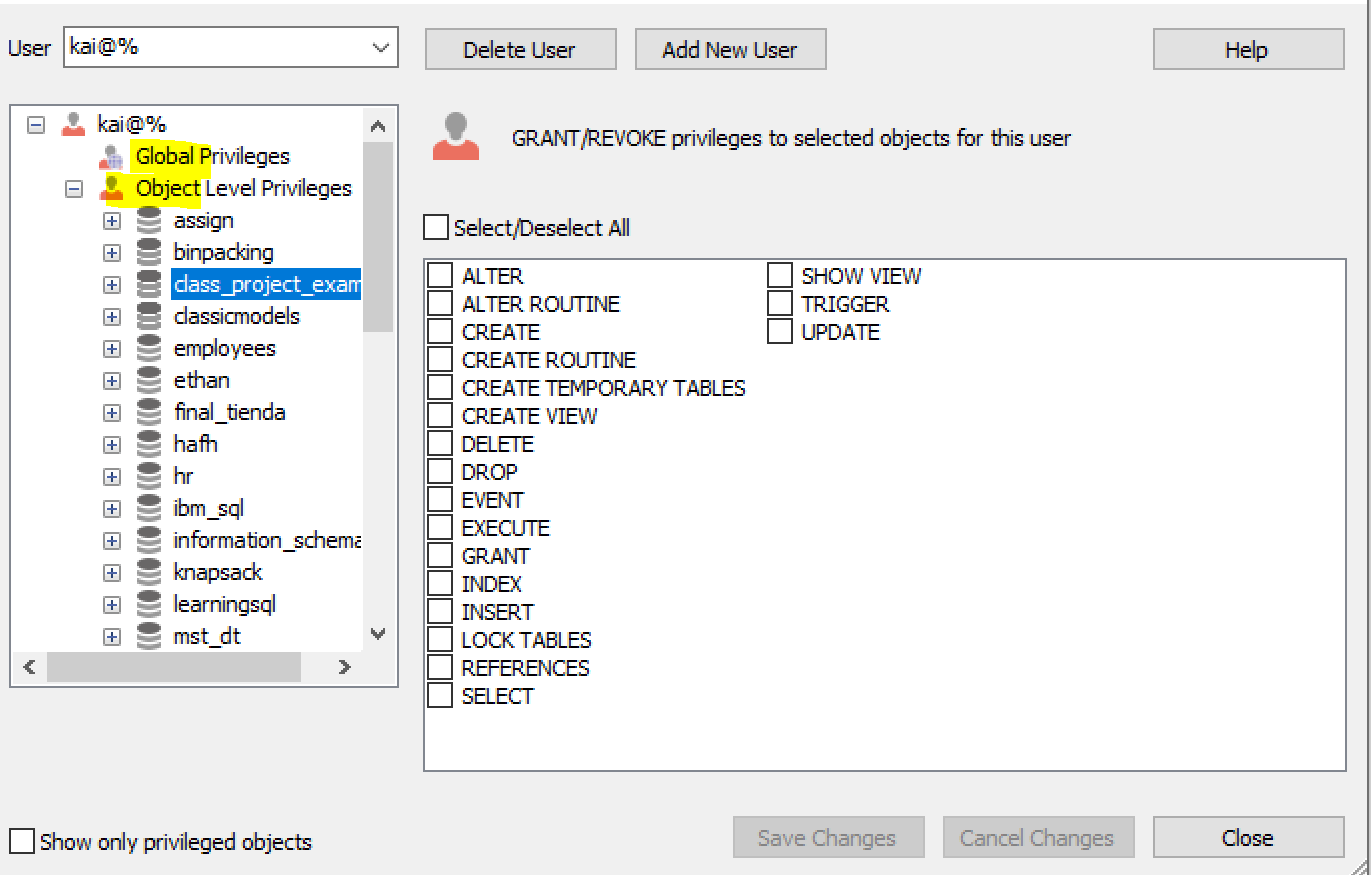 User kai@% Delete User Add New User Help
kai@%
Global Privileges
Object Level Privileges
assign
binpacking
class_project_exam
classicmodels
employees
ethan
final_tienda
hafh
hr
ibm_sql
information_schema
knapsack
learningsql
mst_dt
GRANT/REVOKE privileges to selected objects for this user
Select/Deselect All
ALTER
ALTER ROUTINE
CREATE
CREATE ROUTINE
CREATE TEMPORARY TABLES
CREATE VIEW
DELETE
DROP
EVENT
EXECUTE
GRANT
INDEX
INSERT
LOCK TABLES
REFERENCES
SELECT
SHOW VIEW
TRIGGER
UPDATE
Show only privileged objects Save Changes Cancel Changes Close